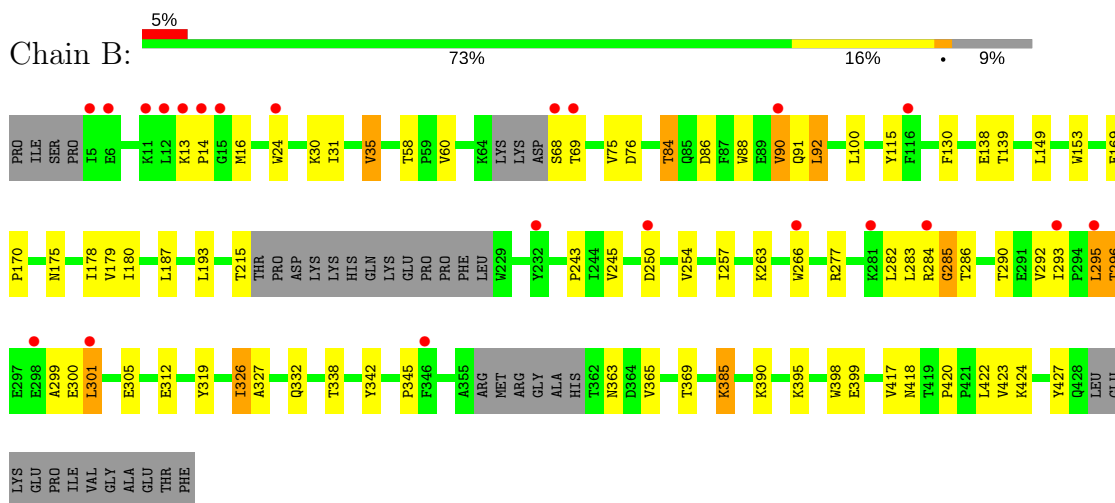 5%
Chain B:
73% 16% • 9%
PRO ILE SER PRO I5 E6 K11 L12 K13 P14 G15 M16 W24 K30 I31 V35 T58 P59 V60 K64 LYS LYS ASP S68 T69 V75 D76 T84 Q85 D86 F87 W88 E89 V90 Q91 L92 L100 Y115 F116 F130 E138 T139 L149 W153
P170 N175 I178 V179 I180 L187 L193 T215 THR PRO ASP LYS LYS HIS GLN LYS GLU PRO PRO PHE LEU W229 Y232 P243 I244 V245 D250 V254 I257 K263 W266 R277 K281 L282 L283 R284 G285 T286 T290 E291 V292 I293 P294 L295
E297 E298 A299 E300 L301 E305 E312 Y319 I326 A327 Q332 T338 Y342 P345 F346 A355 ARG MET ARG GLY ALA HIS T362 N363 D364 V365 T369 K385 K390 K395 W398 E399 V417 N418 T419 P420 P421 L422 V423 K424 Y427 Q428 LEU
LYS GLU PRO ILE VAL GLY ALA GLU THR PHE